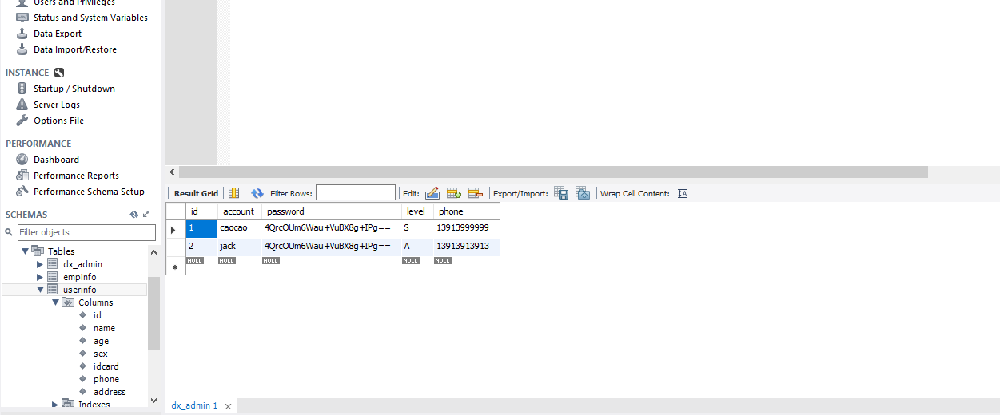 Users and Privileges
Status and System Variables
Data Export
Data Import/Restore
INSTANCE
Startup / Shutdown
Server Logs
Options File
PERFORMANCE
Dashboard
Performance Reports
Performance Schema Setup
SCHEMAS
Filter objects
Tables
dx_admin
empinfo
userinfo
Columns
id
name
age
sex
idcard
phone
address
Indexes
Result Grid Filter Rows: Edit: Export/Import: Wrap Cell Content:
id account password level phone
1 caocao 4QrcOUm6Wau+VuBX8g+IPg== S 13913999999
2 jack 4QrcOUm6Wau+VuBX8g+IPg== A 13913913913
NULL NULL NULL NULL NULL
dx_admin 1